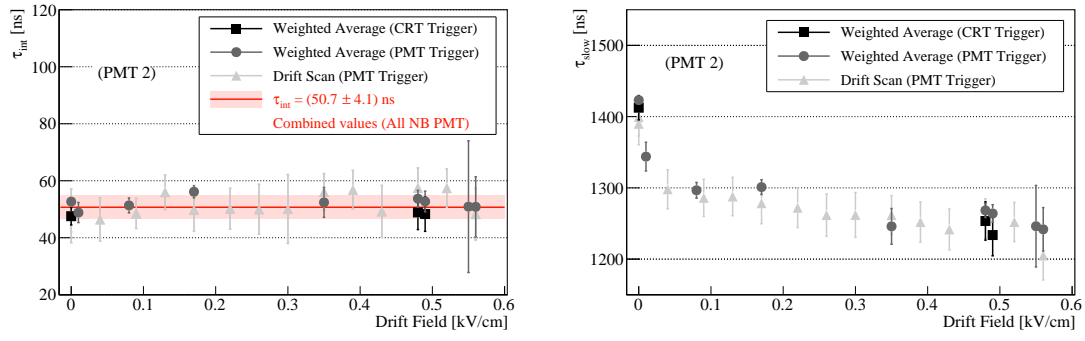 τint [ns]
120
100
80
60
40
20
(PMT 2)
Weighted Average (CRT Trigger)
Weighted Average (PMT Trigger)
Drift Scan (PMT Trigger)
τint = (50.7 ± 4.1) ns
Combined values (All NB PMT)
0 0.1 0.2 0.3 0.4 0.5 0.6
Drift Field [kV/cm]
τslow [ns]
1500
1400
1300
1200
(PMT 2)
Weighted Average (CRT Trigger)
Weighted Average (PMT Trigger)
Drift Scan (PMT Trigger)
0 0.1 0.2 0.3 0.4 0.5 0.6
Drift Field [kV/cm]